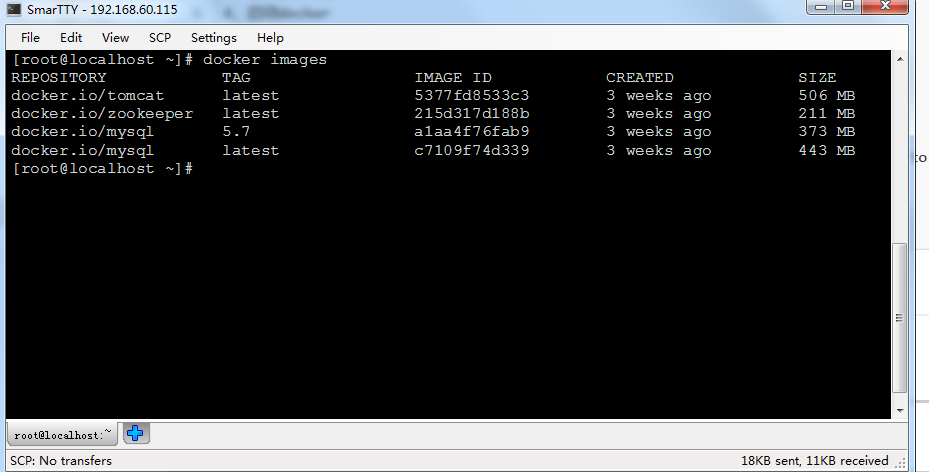 SmarTTY - 192.168.60.115
File Edit View SCP Settings Help
[root@localhost ~]# docker images
REPOSITORY TAG IMAGE ID CREATED SIZE
docker.io/tomcat latest 5377fd8533c3 3 weeks ago 506 MB
docker.io/zookeeper latest 215d317d188b 3 weeks ago 211 MB
docker.io/mysql 5.7 a1aa4f76fab9 3 weeks ago 373 MB
docker.io/mysql latest c7109f74d339 3 weeks ago 443 MB
[root@localhost ~]#
root@localhost:~
SCP: No transfers 18KB sent, 11KB received